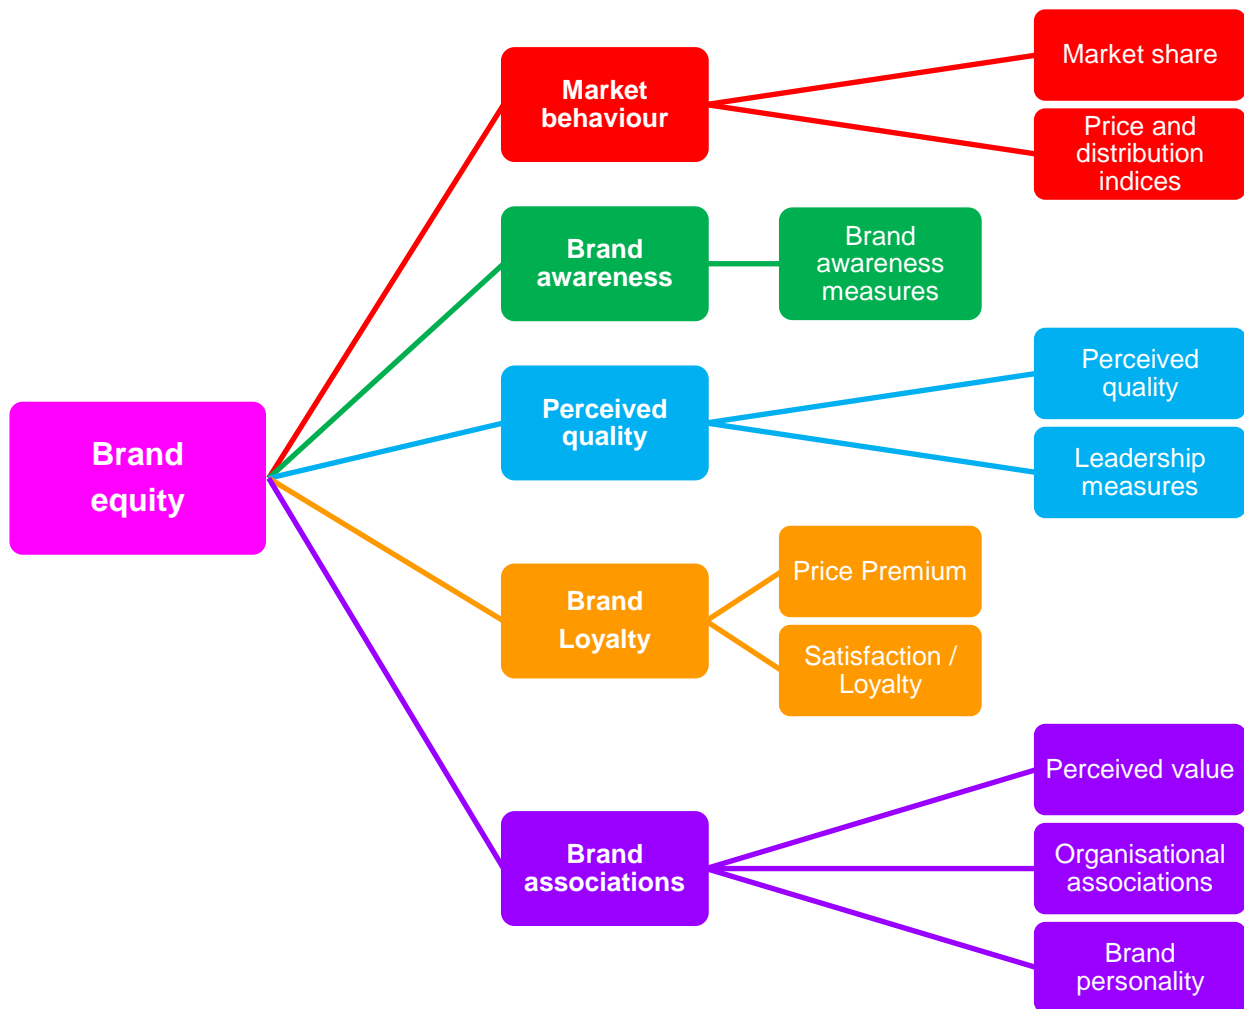 Brand
equity
Market
behaviour
Market share
Price and
distribution
indices
Brand
awareness
Brand
awareness
measures
Perceived
quality
Perceived
quality
Leadership
measures
Brand
Loyalty
Price Premium
Satisfaction /
Loyalty
Brand
associations
Perceived value
Organisational
associations
Brand
personality